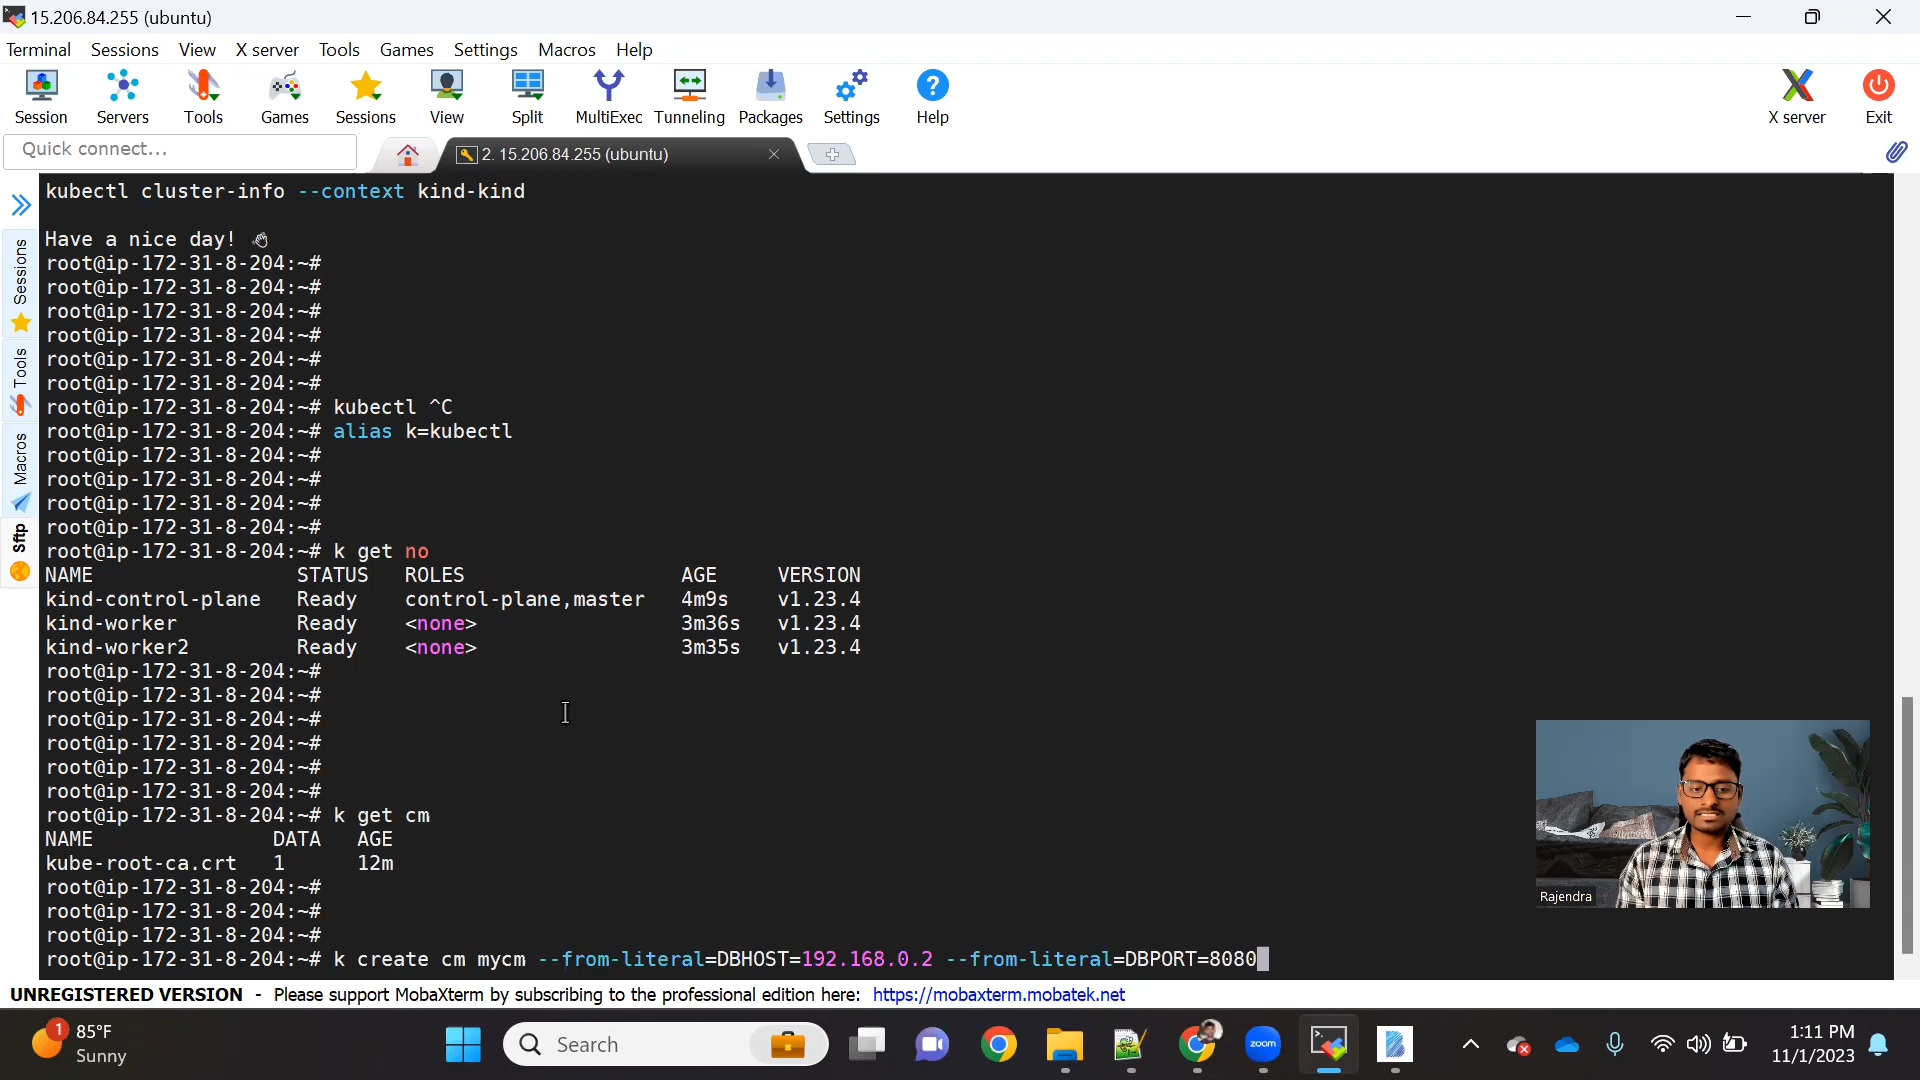 15.206.84.255 (ubuntu)
Terminal Sessions View X server Tools Games Settings Macros Help
Session Servers Tools Games Sessions View Split MultiExec Tunneling Packages Settings Help X server Exit
Quick connect...
2. 15.206.84.255 (ubuntu)
Sessions
Tools
Macros
Sftp
kubectl cluster-info --context kind-kind
Have a nice day! 👋
root@ip-172-31-8-204:~#
root@ip-172-31-8-204:~#
root@ip-172-31-8-204:~#
root@ip-172-31-8-204:~#
root@ip-172-31-8-204:~#
root@ip-172-31-8-204:~#
root@ip-172-31-8-204:~# kubectl ^C
root@ip-172-31-8-204:~# alias k=kubectl
root@ip-172-31-8-204:~#
root@ip-172-31-8-204:~#
root@ip-172-31-8-204:~#
root@ip-172-31-8-204:~#
root@ip-172-31-8-204:~# k get no
NAME STATUS ROLES AGE VERSION
kind-control-plane Ready control-plane,master 4m9s v1.23.4
kind-worker Ready <none> 3m36s v1.23.4
kind-worker2 Ready <none> 3m35s v1.23.4
root@ip-172-31-8-204:~#
root@ip-172-31-8-204:~#
root@ip-172-31-8-204:~#
root@ip-172-31-8-204:~#
root@ip-172-31-8-204:~#
root@ip-172-31-8-204:~#
root@ip-172-31-8-204:~# k get cm
NAME DATA AGE
kube-root-ca.crt 1 12m
root@ip-172-31-8-204:~#
root@ip-172-31-8-204:~#
root@ip-172-31-8-204:~#
root@ip-172-31-8-204:~# k create cm mycm --from-literal=DBHOST=192.168.0.2 --from-literal=DBPORT=8080
Rajendra
UNREGISTERED VERSION - Please support MobaXterm by subscribing to the professional edition here: https://mobaxterm.mobatek.net
1
85°F
Sunny
Search
zoom
1:11 PM
11/1/2023